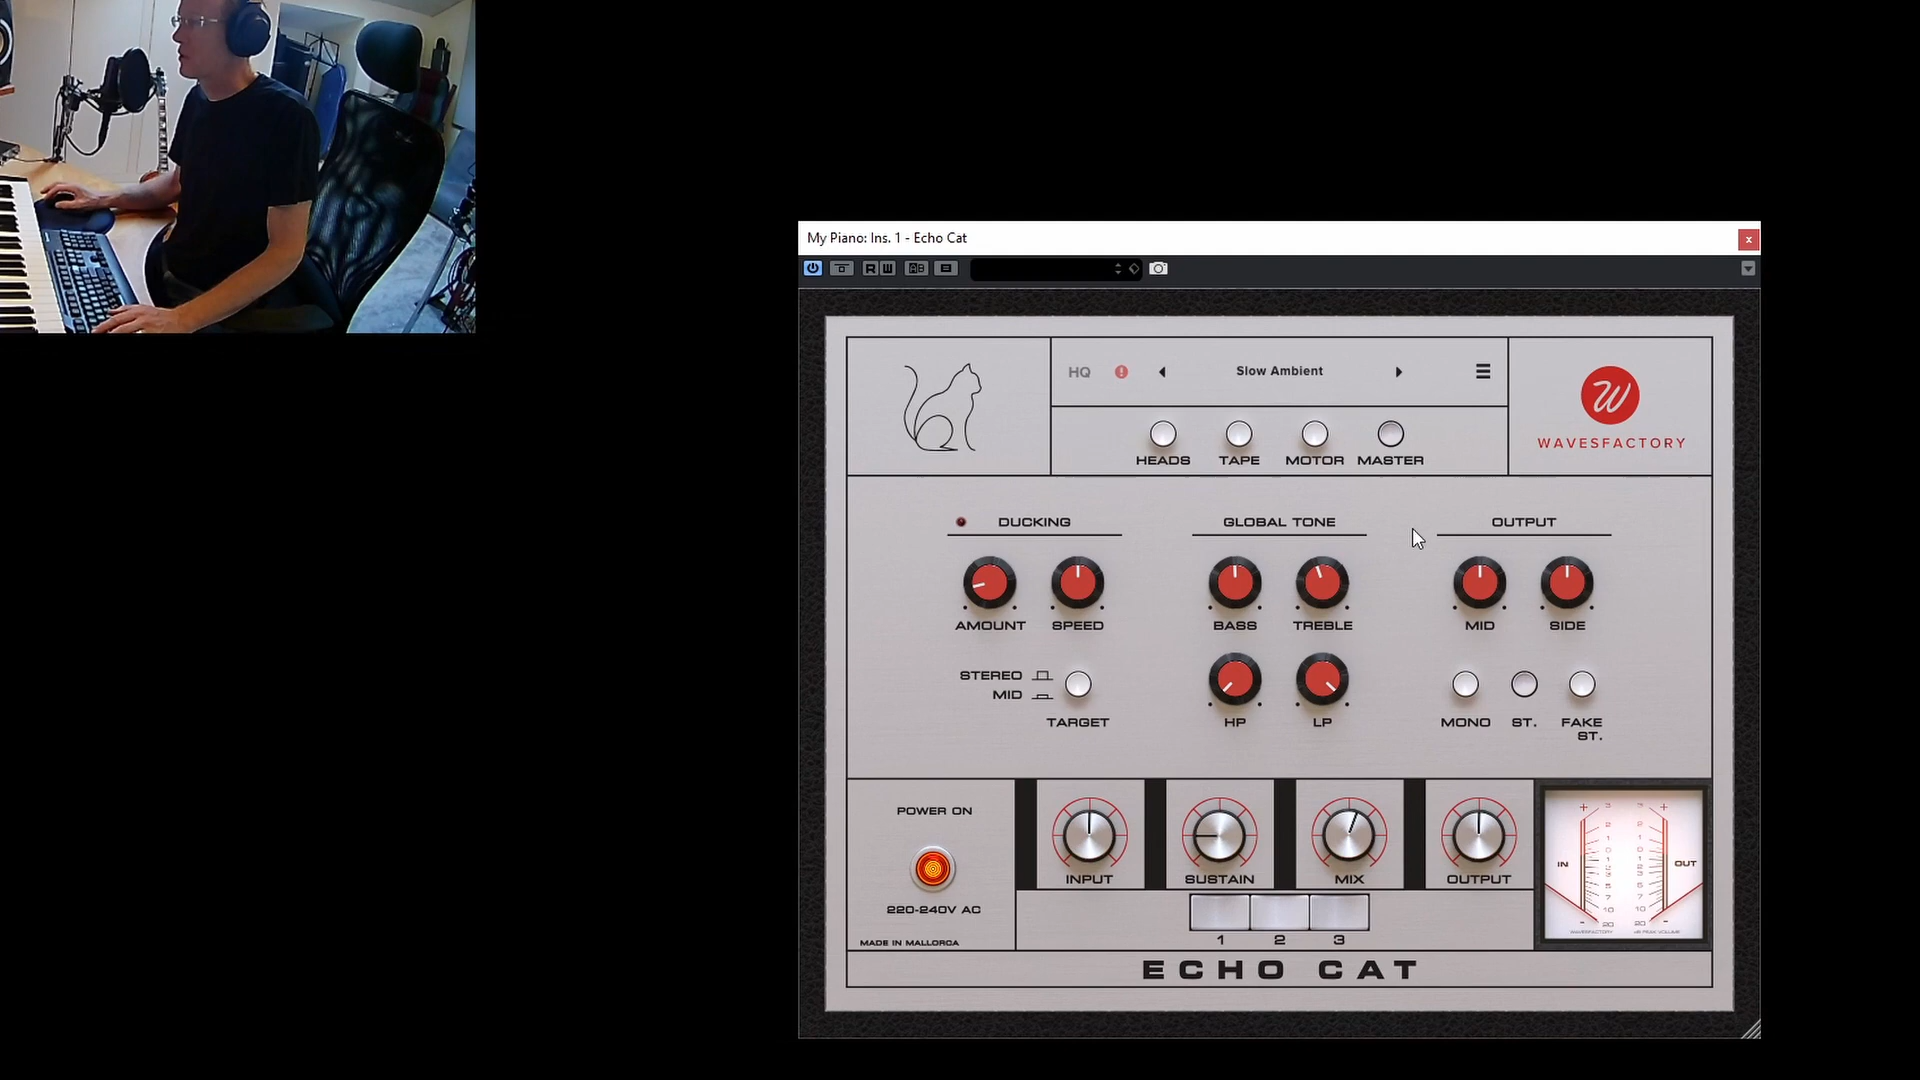 My Piano: Ins. 1 - Echo Cat
R W AB
HQ ! Slow Ambient
HEADS TAPE MOTOR MASTER
W
WAVESFACTORY
DUCKING
AMOUNT SPEED
STEREO
MID
TARGET
GLOBAL TONE
BASS TREBLE
HP LP
OUTPUT
MID SIDE
MONO ST. FAKE ST.
POWER ON
220-240V AC
MADE IN MALLORCA
INPUT SUSTAIN MIX OUTPUT
1 2 3
IN OUT
ECHO CAT